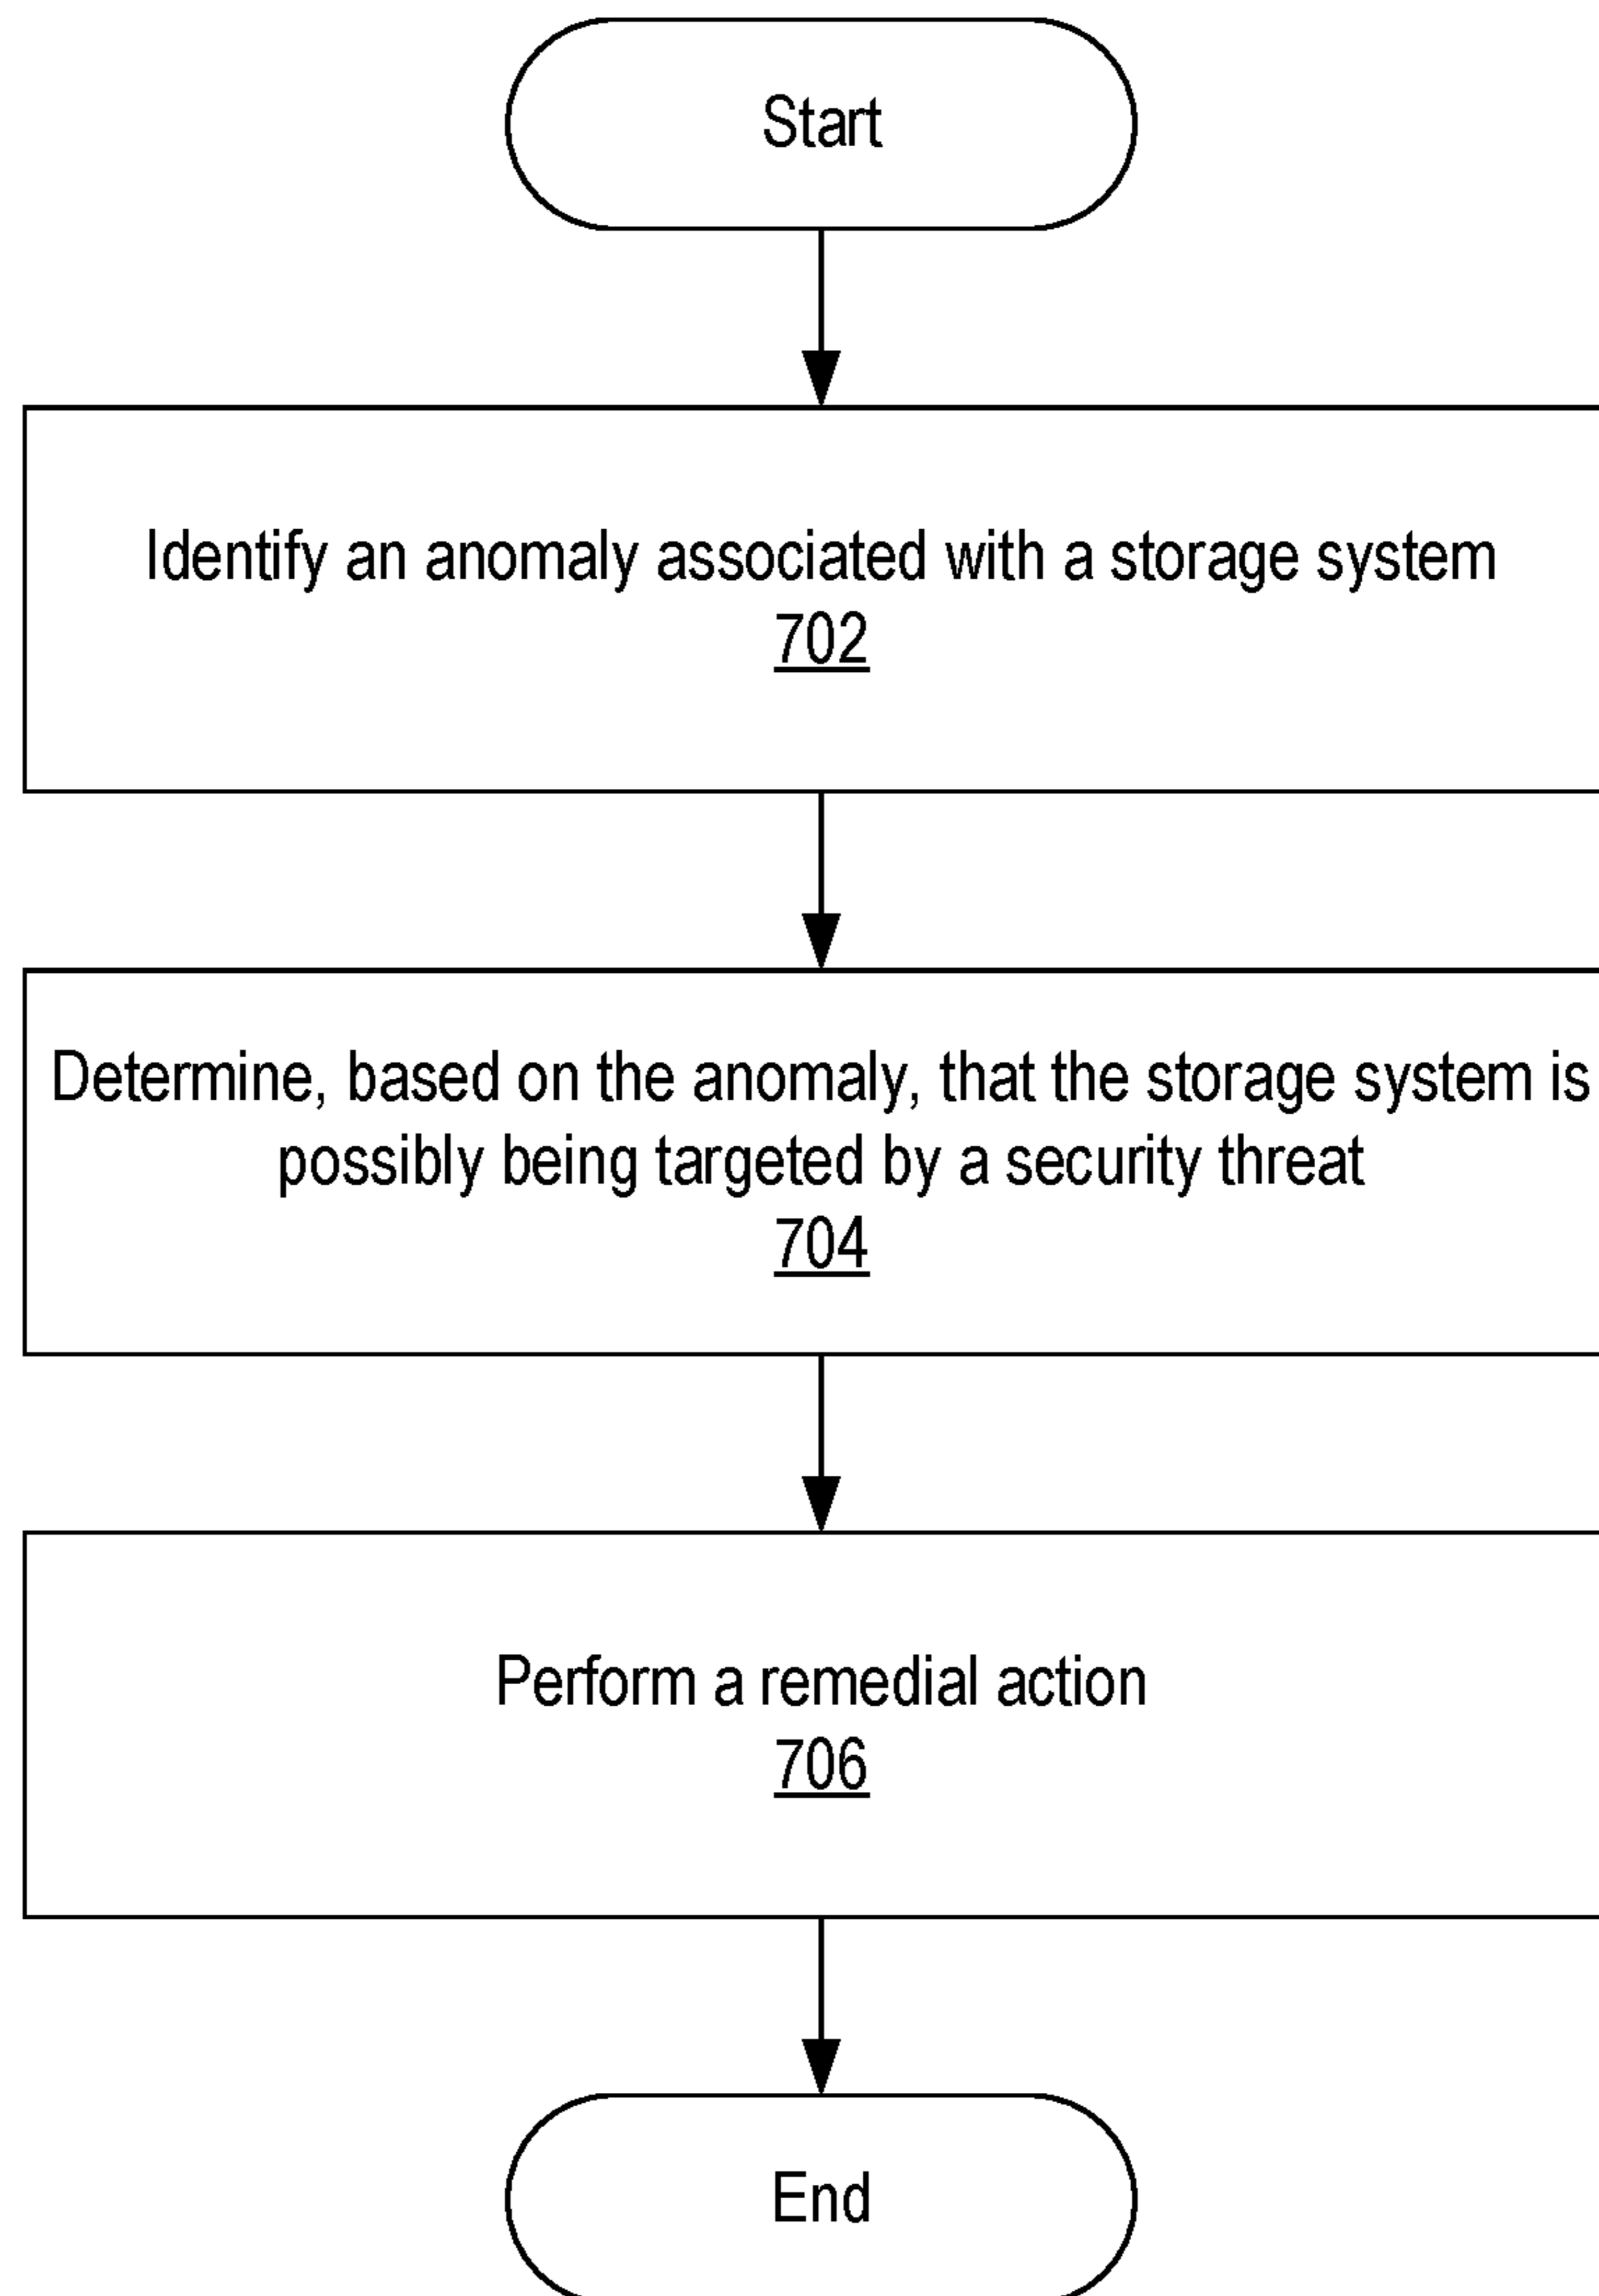 Start
Identify an anomaly associated with a storage system
702
Determine, based on the anomaly, that the storage system is
possibly being targeted by a security threat
704
Perform a remedial action
706
End